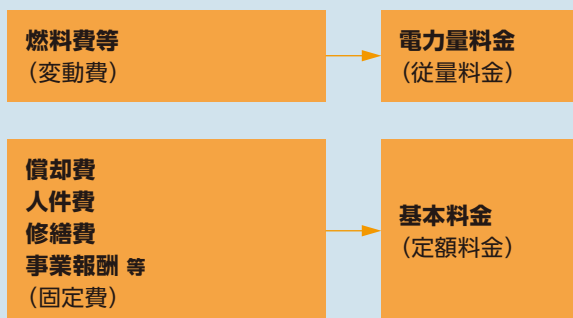 燃料費等
（変動費）
電力量料金
（従量料金）
償却費
人件費
修繕費
事業報酬 等
（固定費）
基本料金
（定額料金）